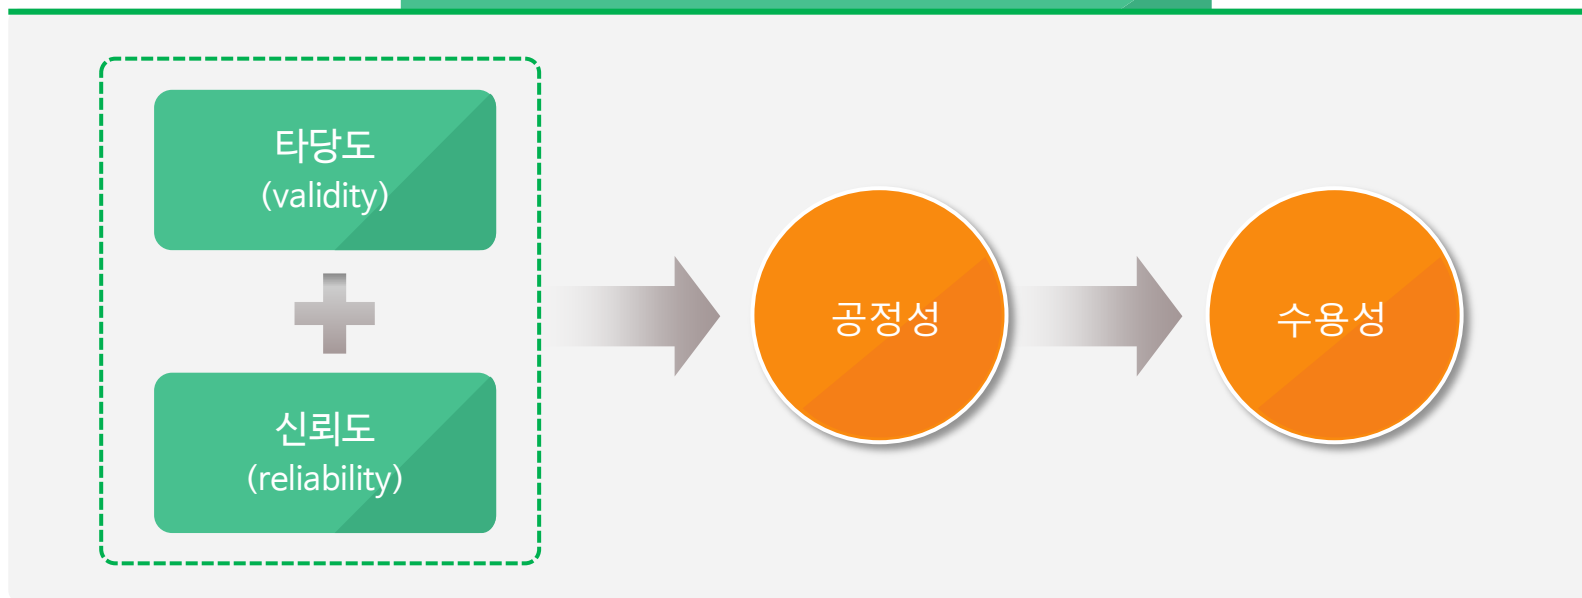 타당도
(validity)
신뢰도
(reliability)
공정성
수용성